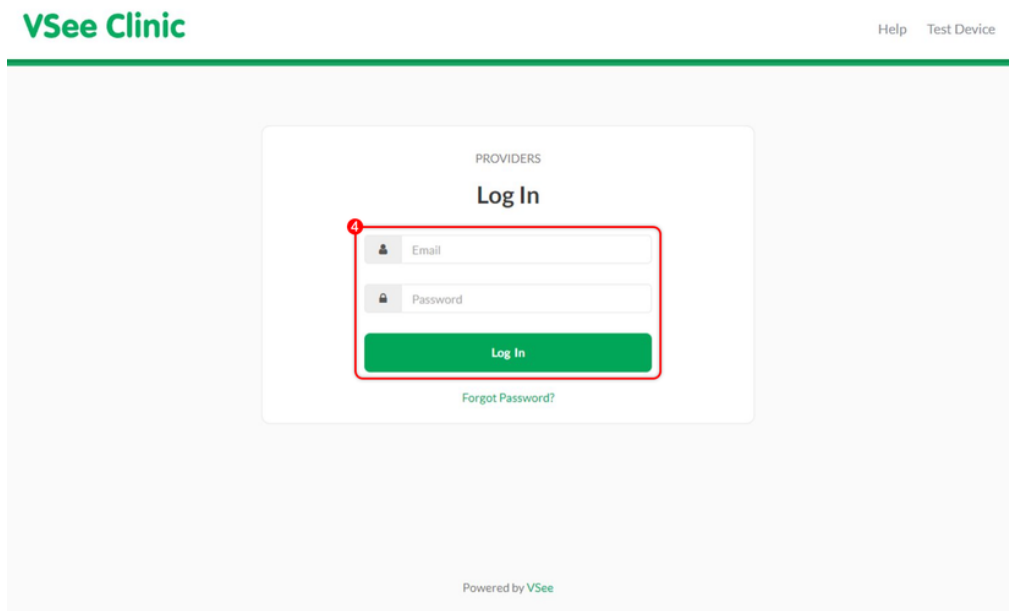 VSee Clinic
Help Test Device
PROVIDERS
Log In
4
Email
Password
Log In
Forgot Password?
Powered by VSee